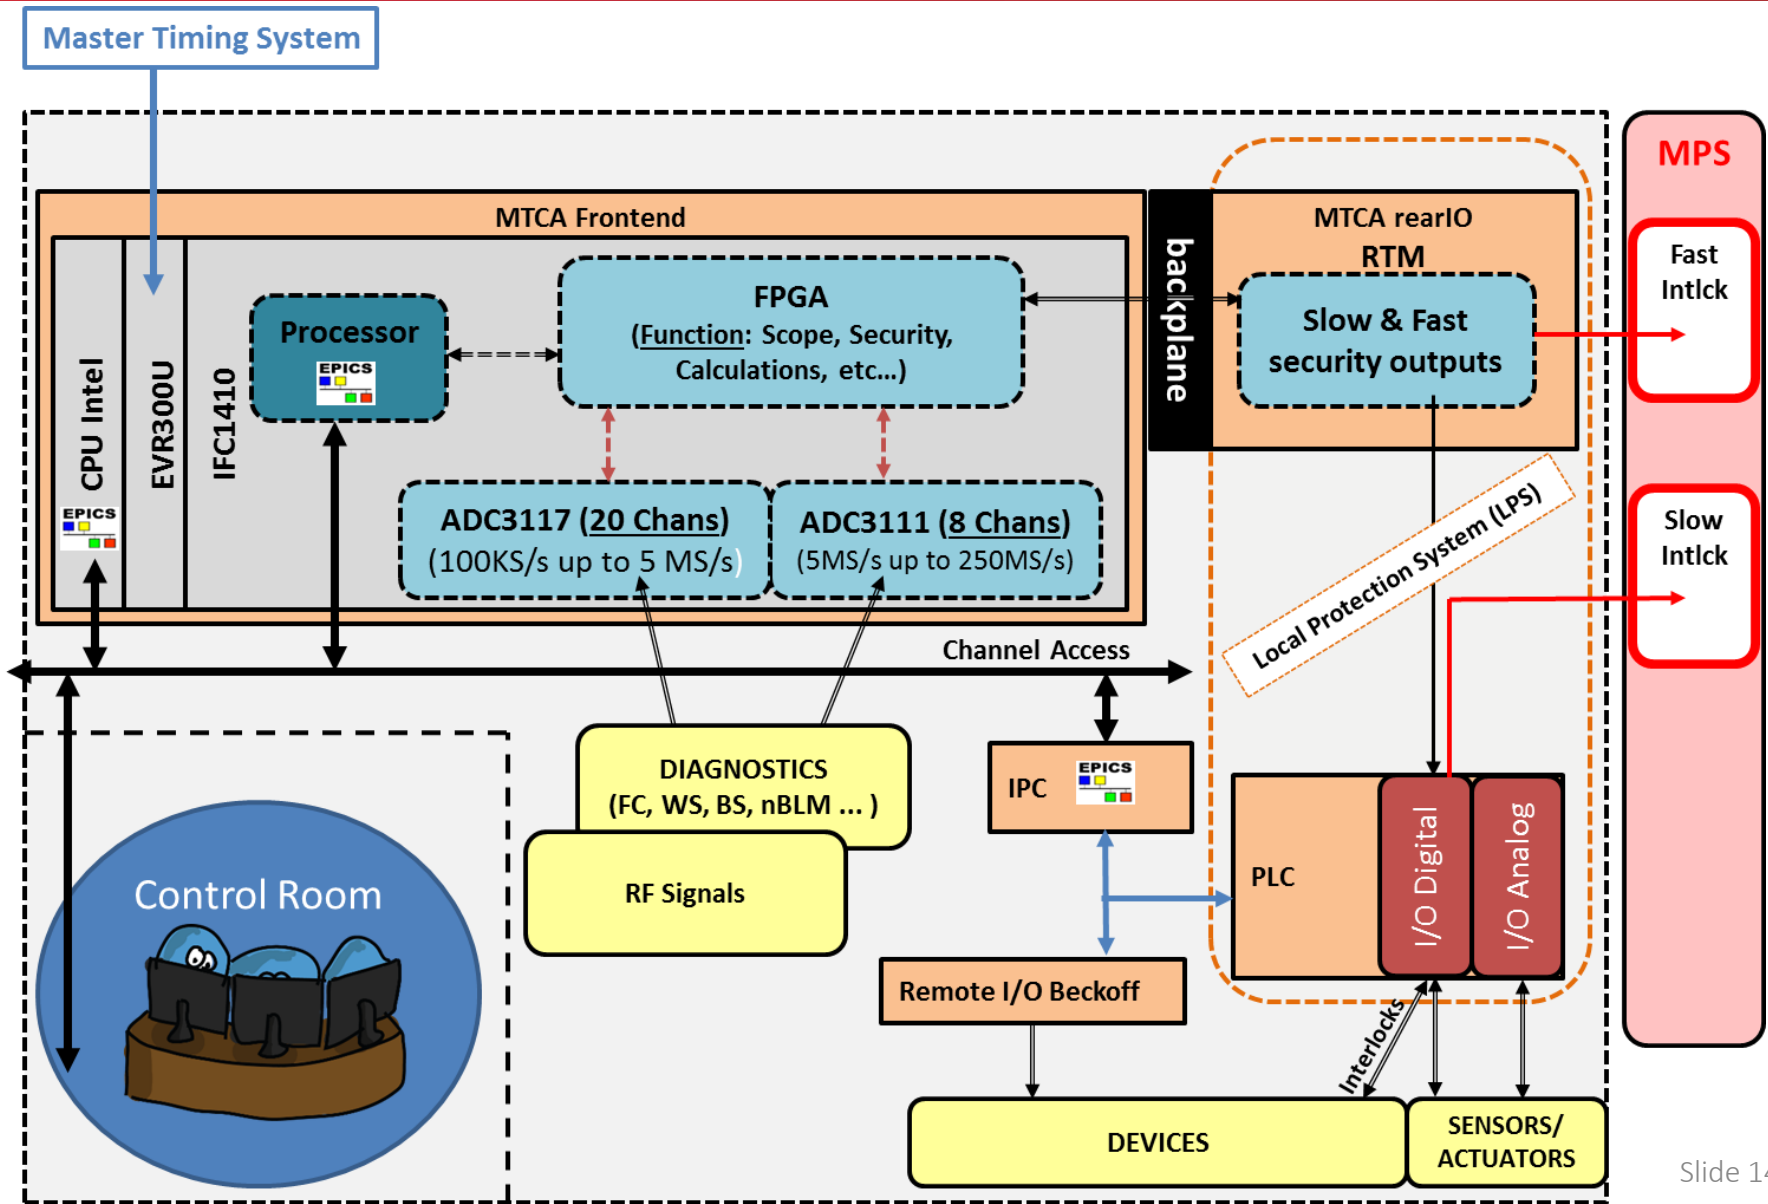 Master Timing System
MPS
MTCA Frontend
MTCA rearIO
RTM
backplane
Fast
Intlck
CPU Intel
EPICS
EVR300U
IFC1410
Processor
EPICS
FPGA
(Function: Scope, Security,
Calculations, etc...)
Slow & Fast
security outputs
ADC3117 (20 Chans)
(100KS/s up to 5 MS/s)
ADC3111 (8 Chans)
(5MS/s up to 250MS/s)
Local Protection System (LPS)
Slow
Intlck
Channel Access
DIAGNOSTICS
(FC, WS, BS, nBLM ... )
RF Signals
IPC
EPICS
PLC
I/O Digital
I/O Analog
Control Room
Remote I/O Beckoff
Interlocks
DEVICES
SENSORS/
ACTUATORS
Slide 14